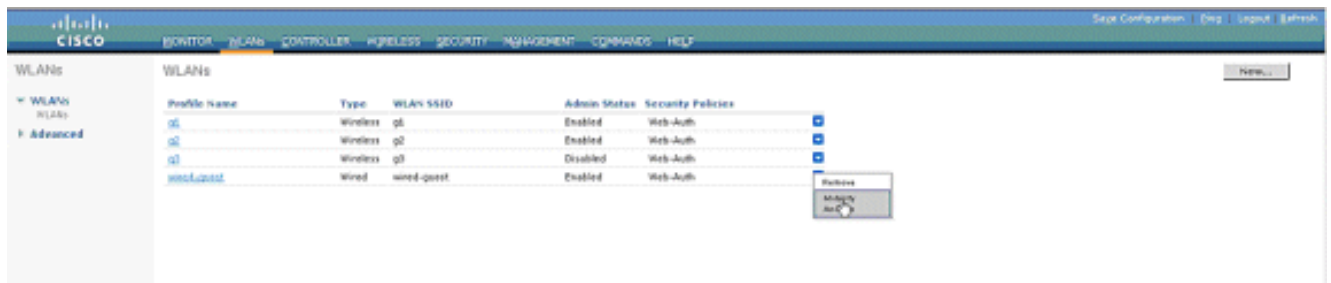 Save Configuration | Ping | Logout | Refresh
CISCO
MONITOR WLANs CONTROLLER WIRELESS SECURITY MANAGEMENT COMMANDS HELP
WLANs
WLANs
WLANs
Advanced
WLANs
New...
Profile Name Type WLAN SSID Admin Status Security Policies
g1 Wireless g1 Enabled Web-Auth
g2 Wireless g2 Enabled Web-Auth
g3 Wireless g3 Disabled Web-Auth
wired-guest Wired wired-guest Enabled Web-Auth
Remove
Mobility